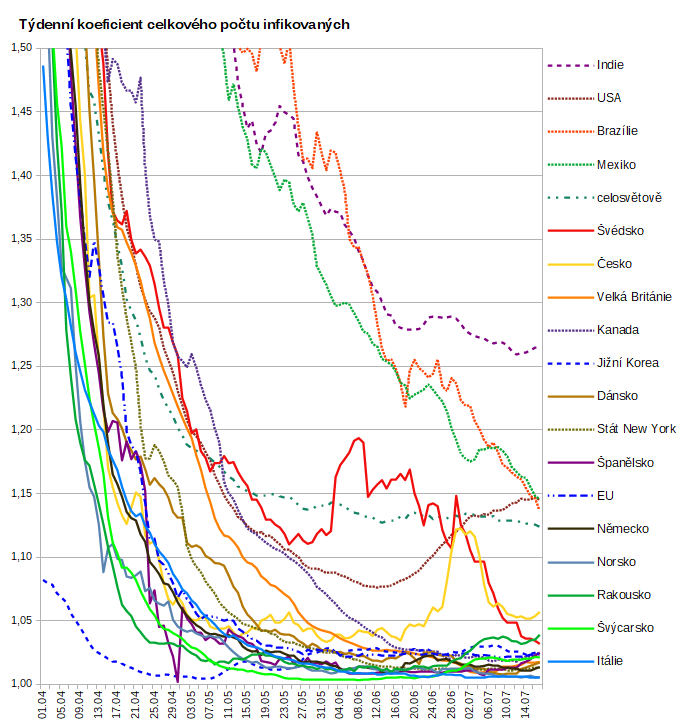 Týdenní koeficient celkového počtu infikovaných
1,50
1,45
1,40
1,35
1,30
1,25
1,20
1,15
1,10
1,05
1,00
01.04
05.04
09.04
13.04
17.04
21.04
25.04
29.04
03.05
07.05
11.05
15.05
19.05
23.05
27.05
31.05
04.06
08.06
12.06
16.06
20.06
24.06
28.06
02.07
06.07
10.07
14.07
Indie
USA
Brazílie
Mexiko
celosvětově
Švédsko
Česko
Velká Británie
Kanada
Jižní Korea
Dánsko
Stát New York
Španělsko
EU
Německo
Norsko
Rakousko
Švýcarsko
Itálie